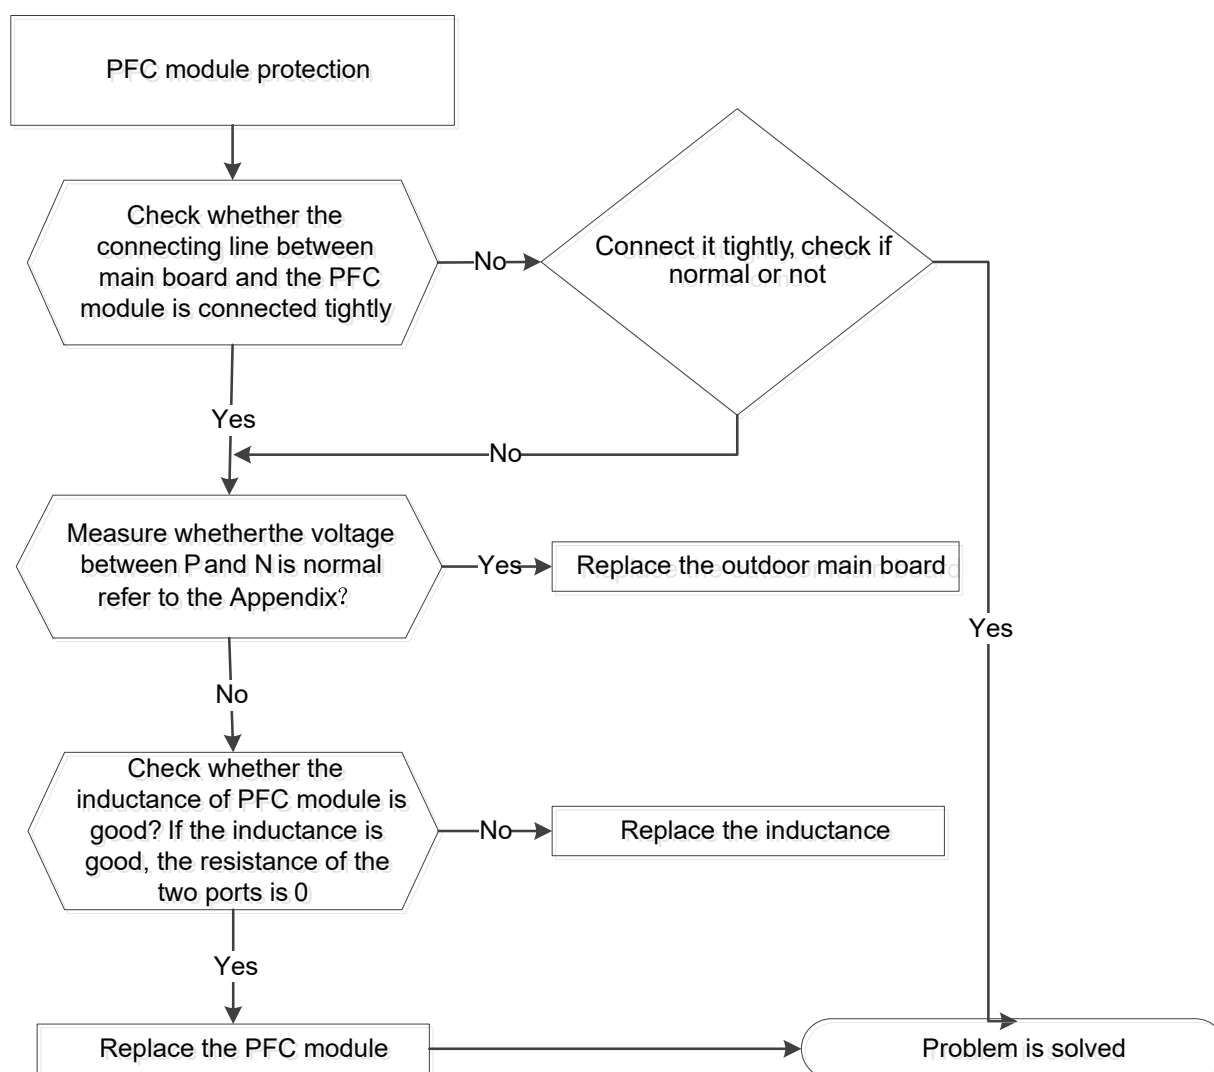 PFC module protection
Check whether the
connecting line between
main board and the PFC
module is connected tightly
No
Connect it tightly, check if
normal or not
Yes
No
Measure whetherthe voltage
between P and N is normal
refer to the Appendix?
Yes
Replace the outdoor main board
Yes
No
Check whether the
inductance of PFC module is
good? If the inductance is
good, the resistance of the
two ports is 0
No
Replace the inductance
Yes
Replace the PFC module
Problem is solved